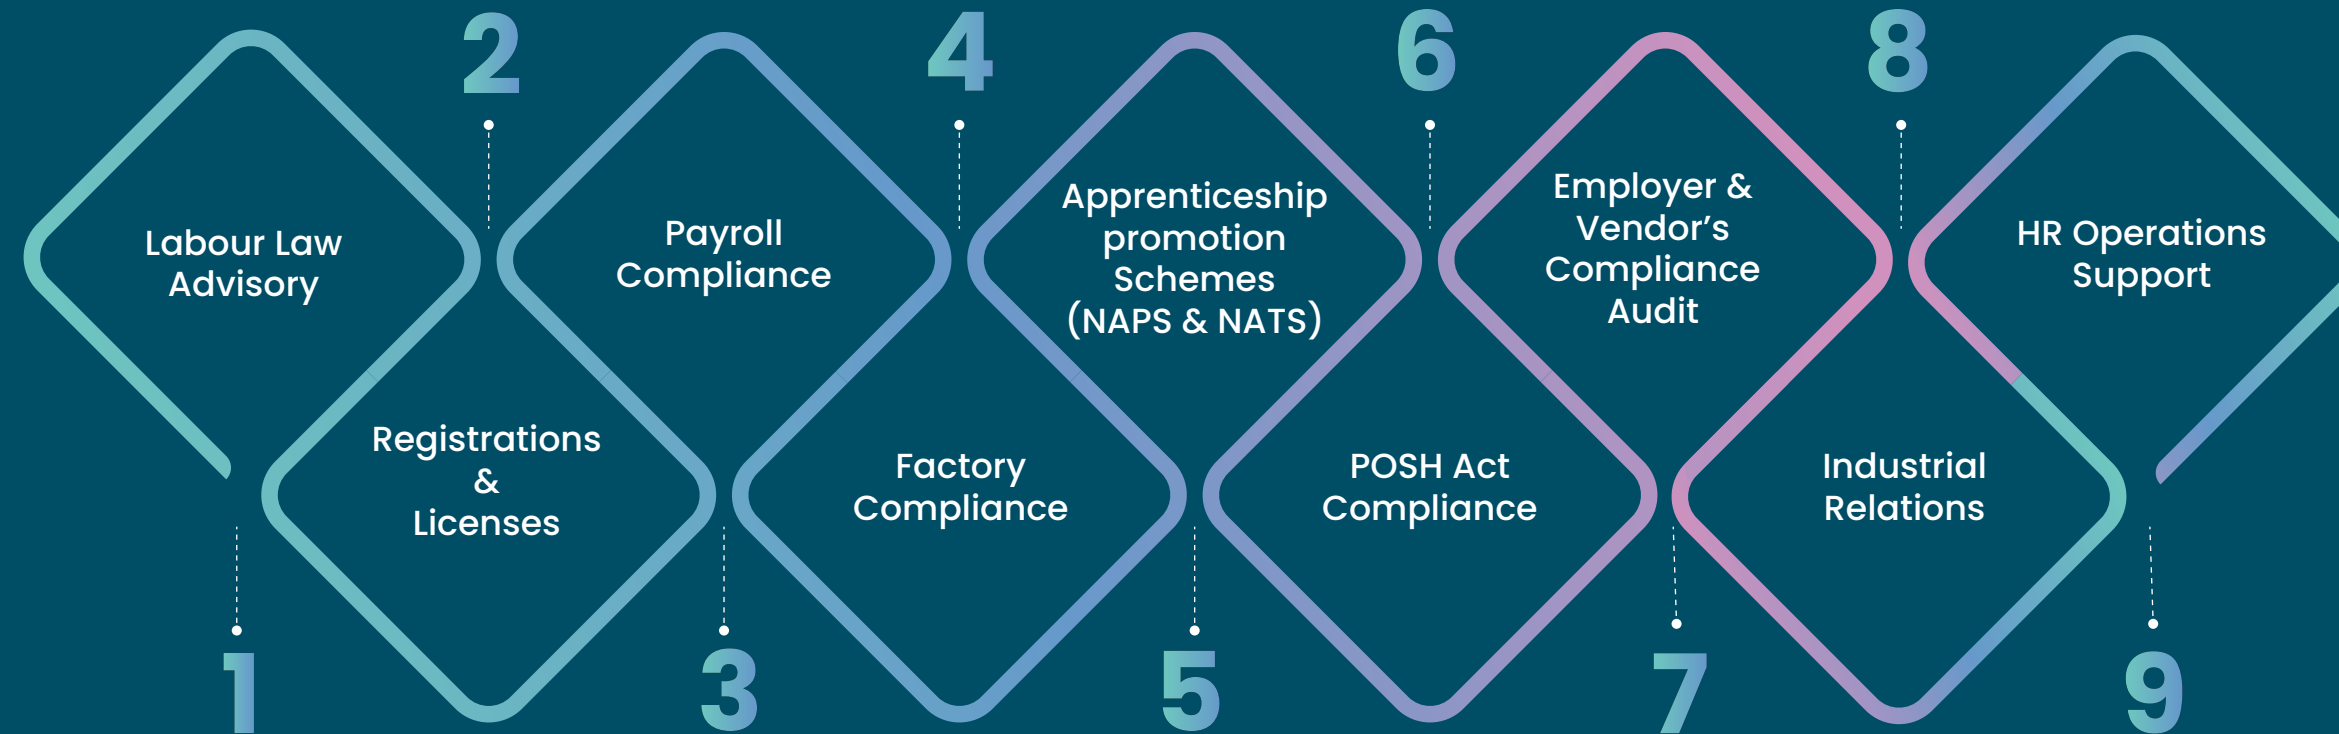 1
Labour Law
Advisory
2
Registrations
&
Licenses
3
Payroll
Compliance
4
Factory
Compliance
5
Apprenticeship
promotion
Schemes
(NAPS & NATS)
6
POSH Act
Compliance
7
Employer &
Vendor’s
Compliance
Audit
8
Industrial
Relations
9
HR Operations
Support